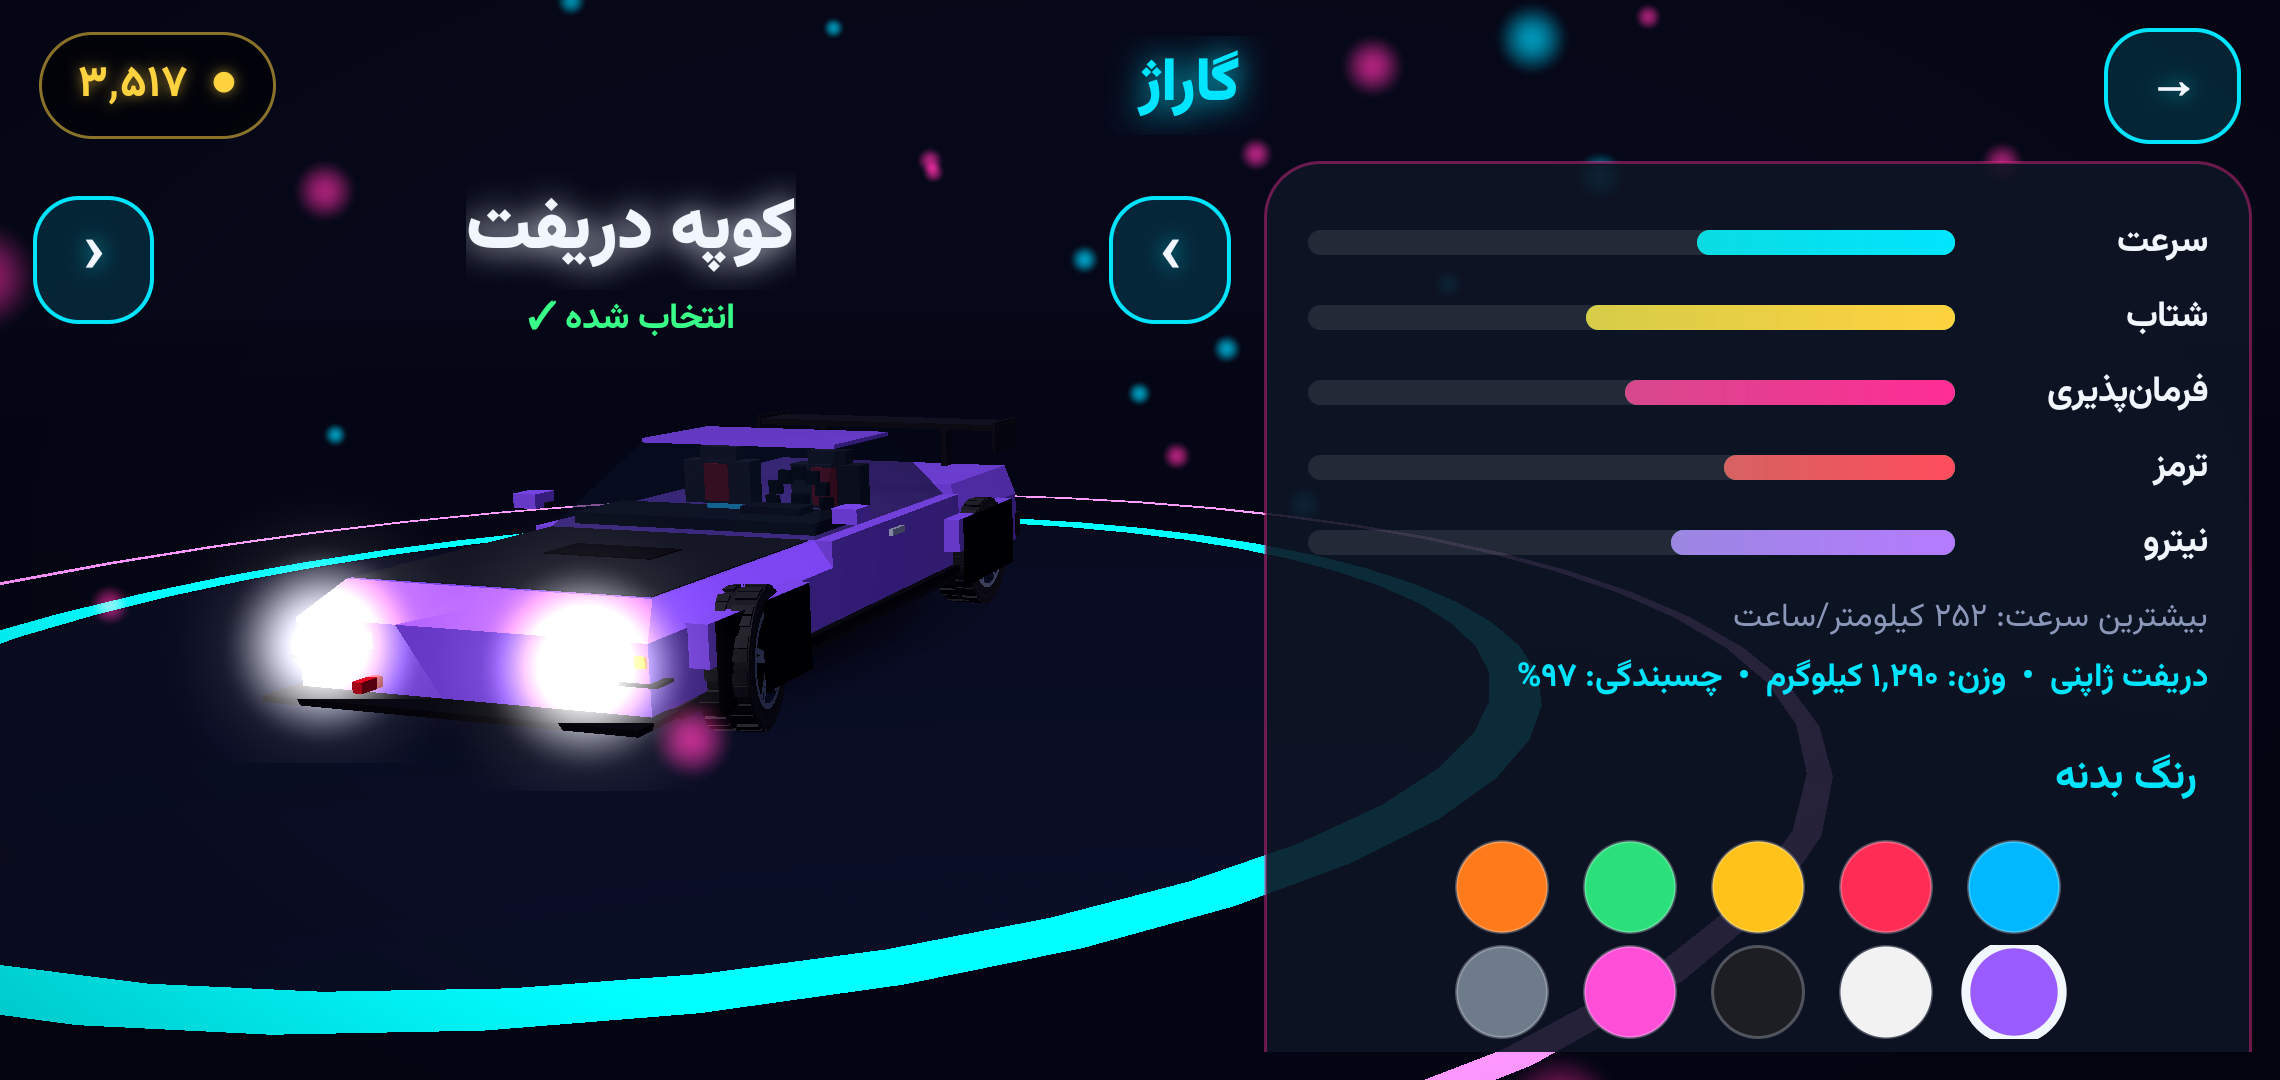 →
گاراژ
۳,۵۱۷
کوپه دریفت
انتخاب شده ✓
سرعت
شتاب
فرمان‌پذیری
ترمز
نیترو
بیشترین سرعت: ۲۵۲ کیلومتر/ساعت
دریفت ژاپنی • وزن: ۱,۲۹۰ کیلوگرم • چسبندگی: ۹۷%
رنگ بدنه